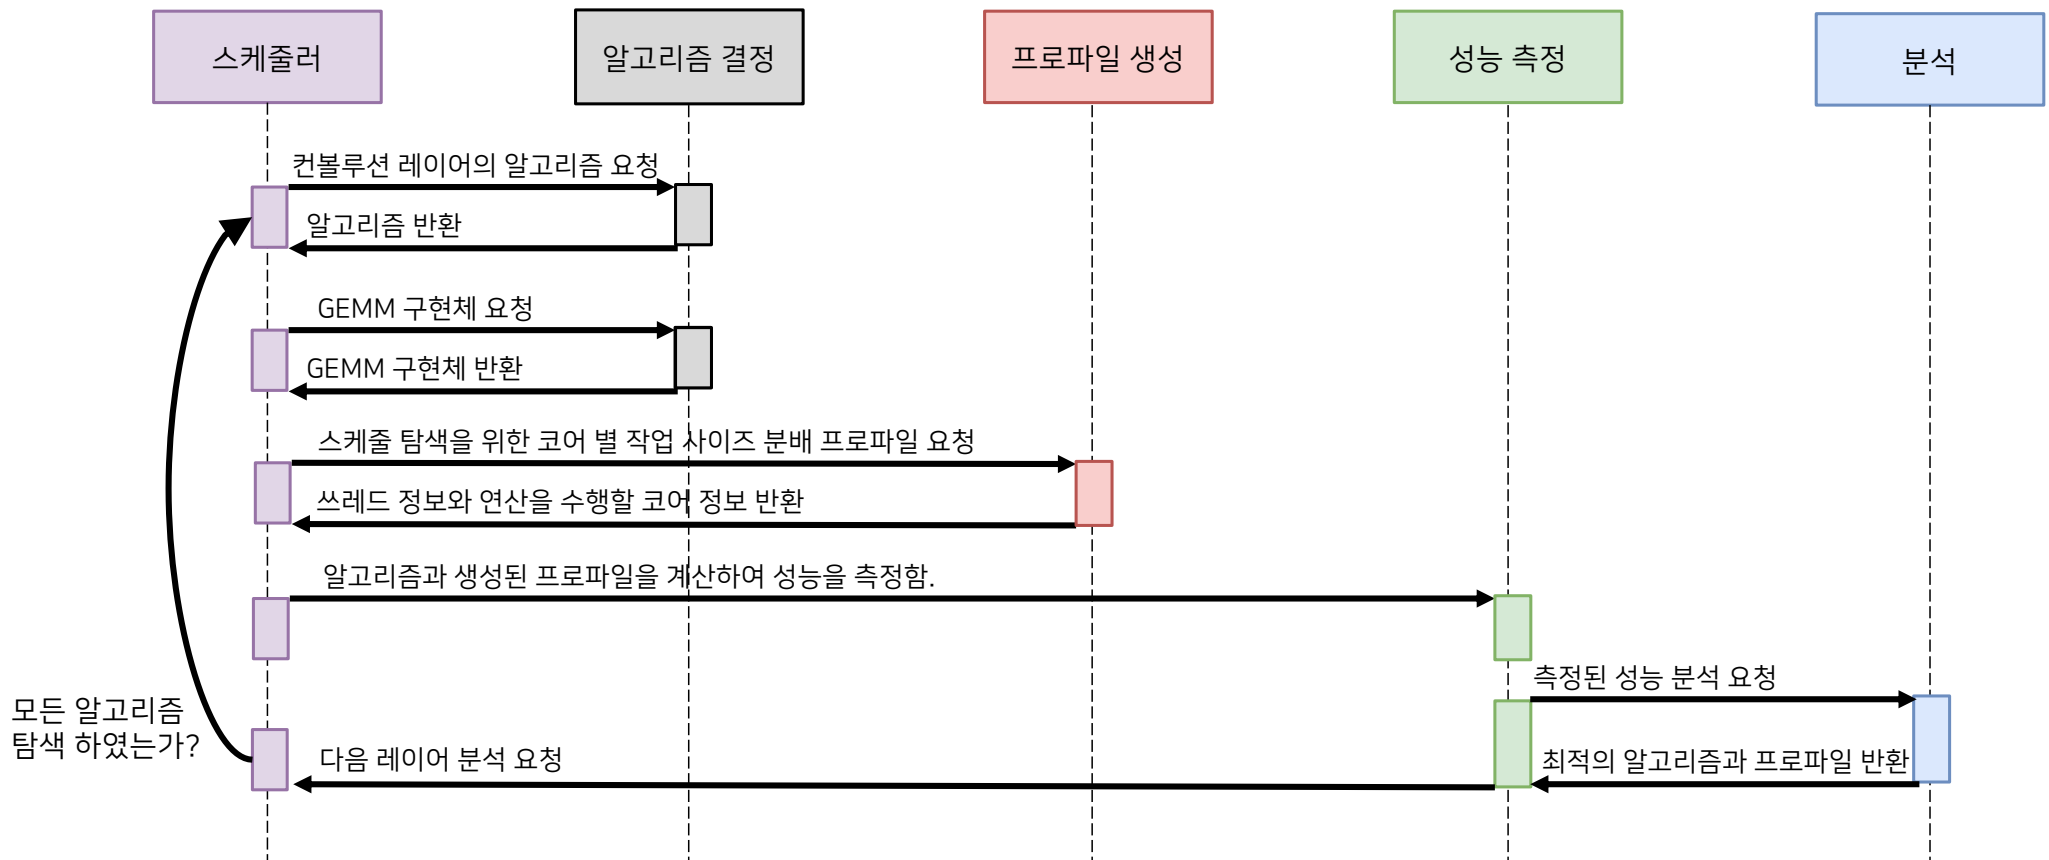 스케줄러
알고리즘 결정
프로파일 생성
성능 측정
분석
컨볼루션 레이어의 알고리즘 요청
알고리즘 반환
GEMM 구현체 요청
GEMM 구현체 반환
스케줄 탐색을 위한 코어 별 작업 사이즈 분배 프로파일 요청
쓰레드 정보와 연산을 수행할 코어 정보 반환
알고리즘과 생성된 프로파일을 계산하여 성능을 측정함.
측정된 성능 분석 요청
모든 알고리즘
탐색 하였는가?
다음 레이어 분석 요청
최적의 알고리즘과 프로파일 반환